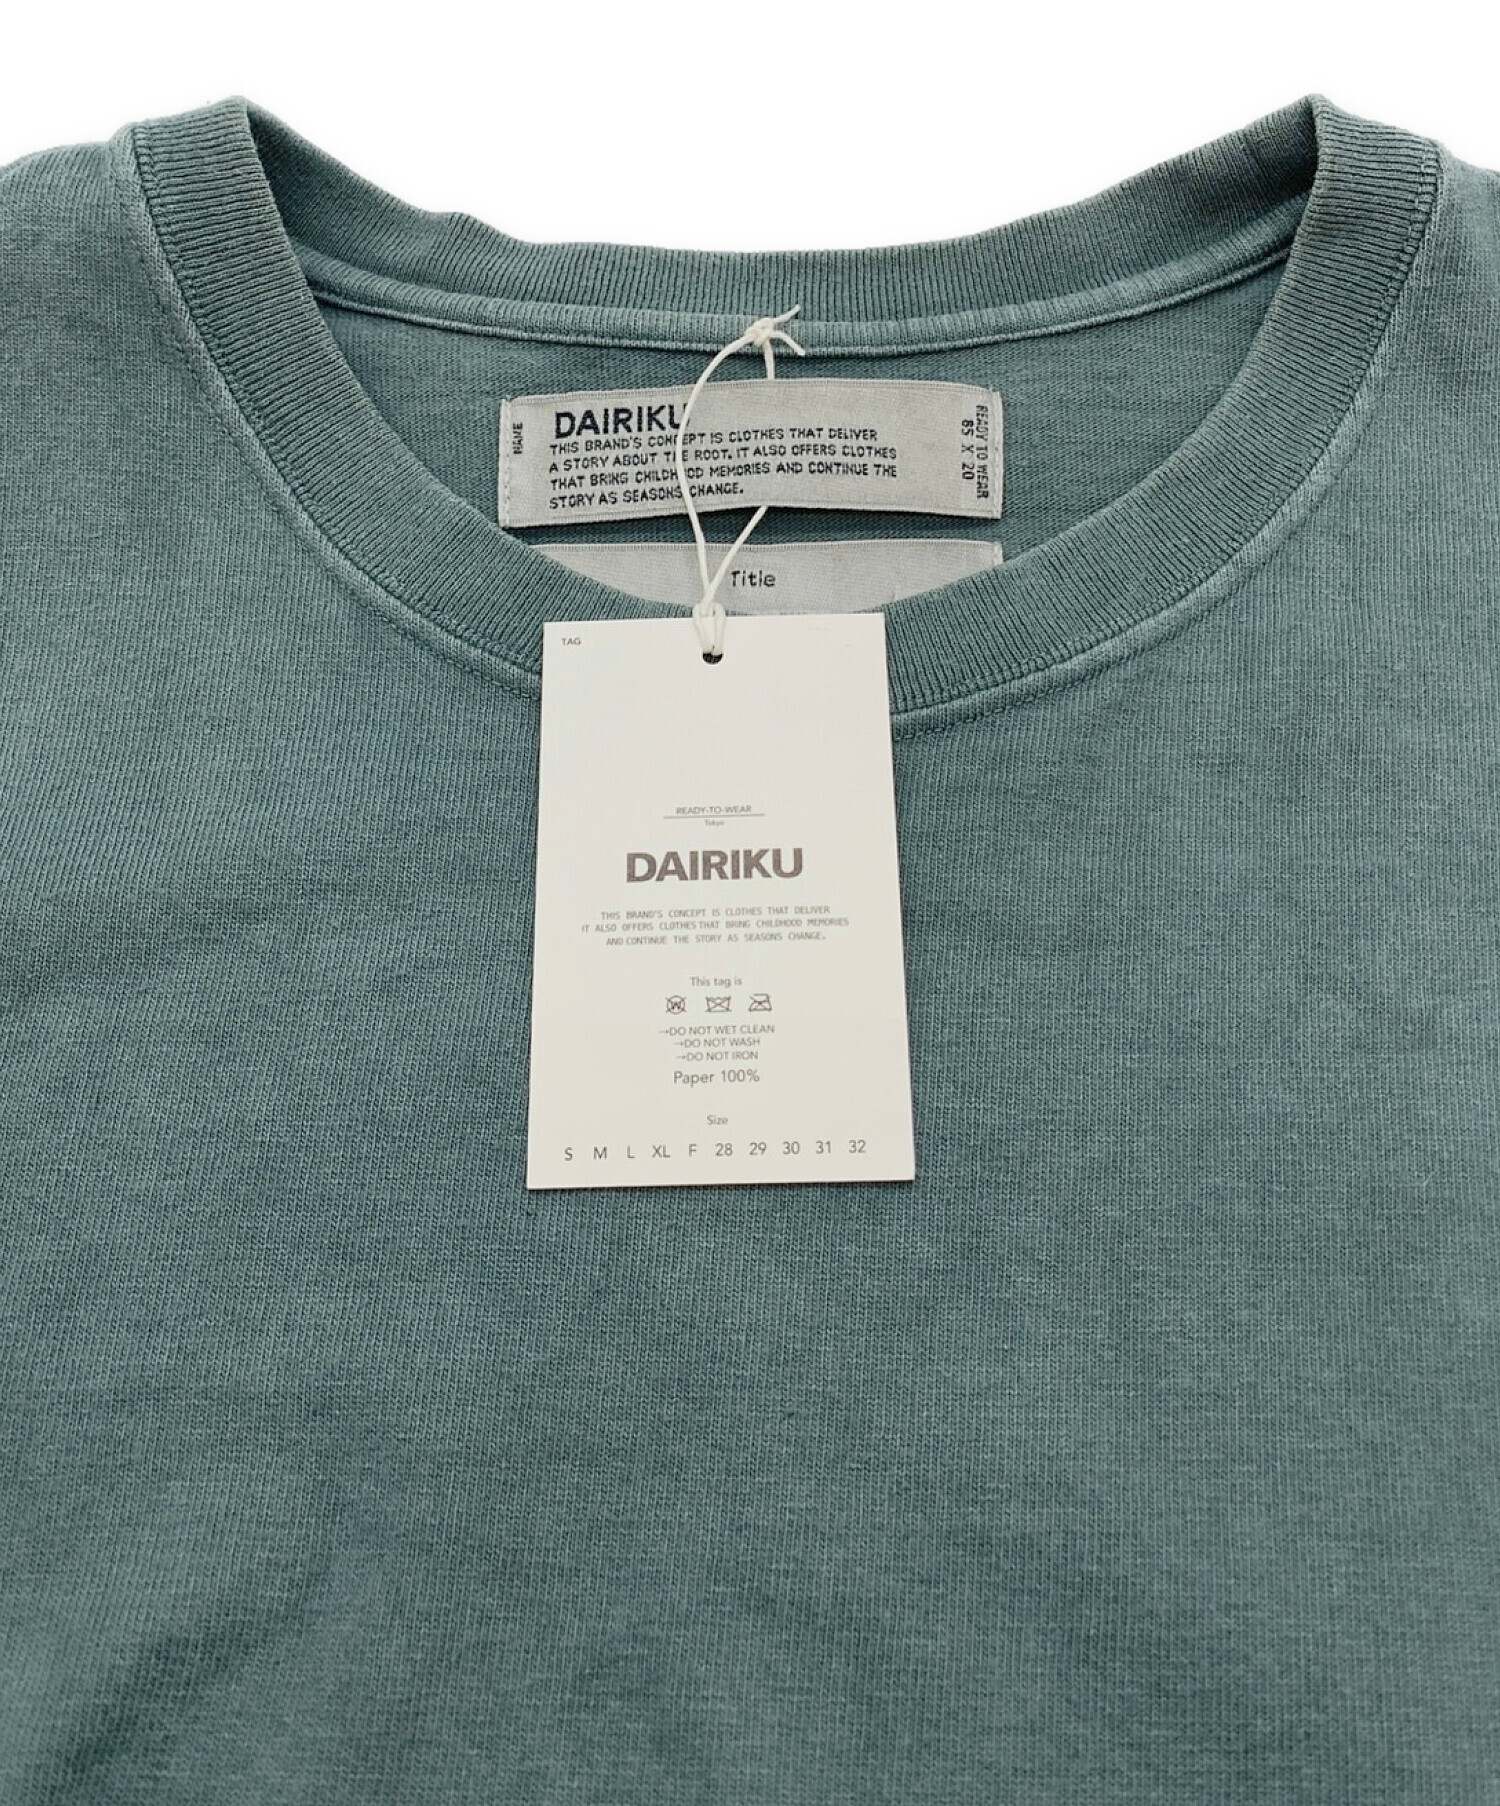 DAIRIKU
THIS BRAND'S CONCEPT IS CLOTHES THAT DELIVER
A STORY ABOUT THE ROOT. IT ALSO OFFERS CLOTHES
THAT BRING CHILDHOOD MEMORIES AND CONTINUE THE
STORY AS SEASONS CHANGE.
NAME
READY TO WEAR
85 X 20
Title
TAG
READY-TO-WEAR
Tokyo
DAIRIKU
THIS BRAND'S CONCEPT IS CLOTHES THAT DELIVER
IT ALSO OFFERS CLOTHES THAT BRING CHILDHOOD MEMORIES
AND CONTINUE THE STORY AS SEASONS CHANGE.
This tag is
W
→DO NOT WET CLEAN
→DO NOT WASH
→DO NOT IRON
Paper 100%
Size
S M L XL F 28 29 30 31 32